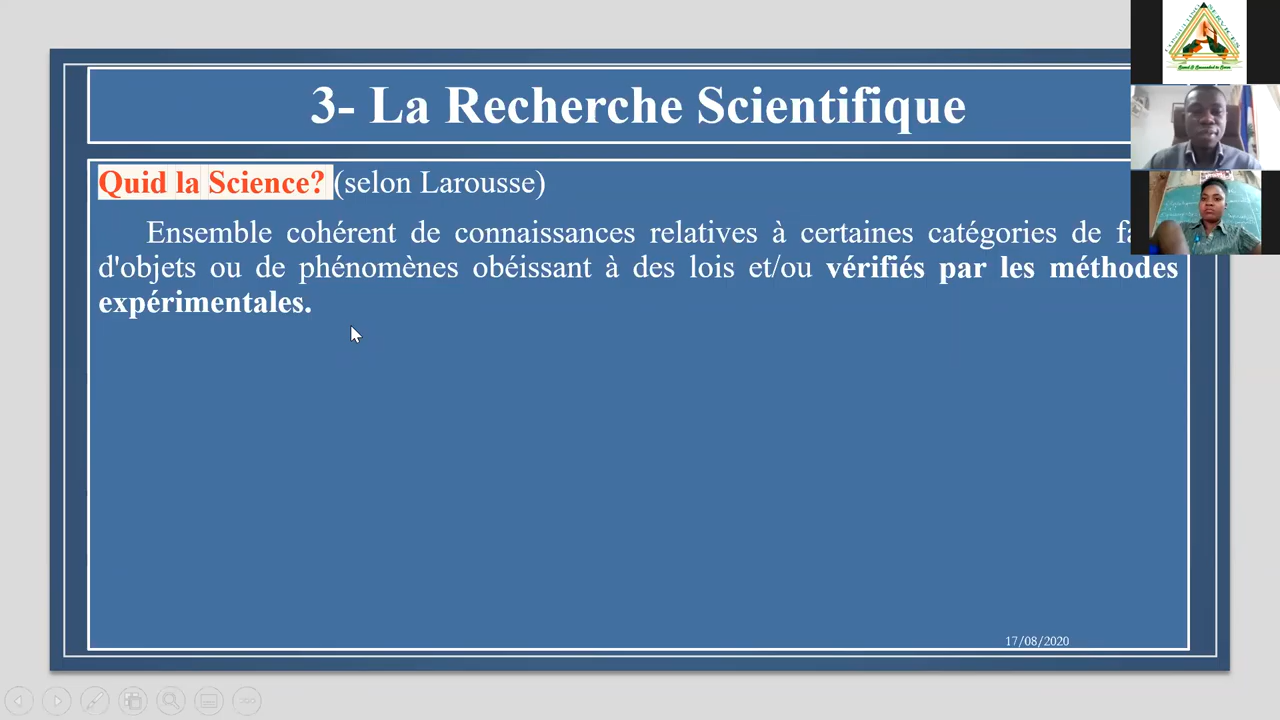 3- La Recherche Scientifique
Quid la Science? (selon Larousse)
Ensemble cohérent de connaissances relatives à certaines catégories de
d'objets ou de phénomènes obéissant à des lois et/ou vérifiés par les méthodes
expérimentales.
17/08/2020